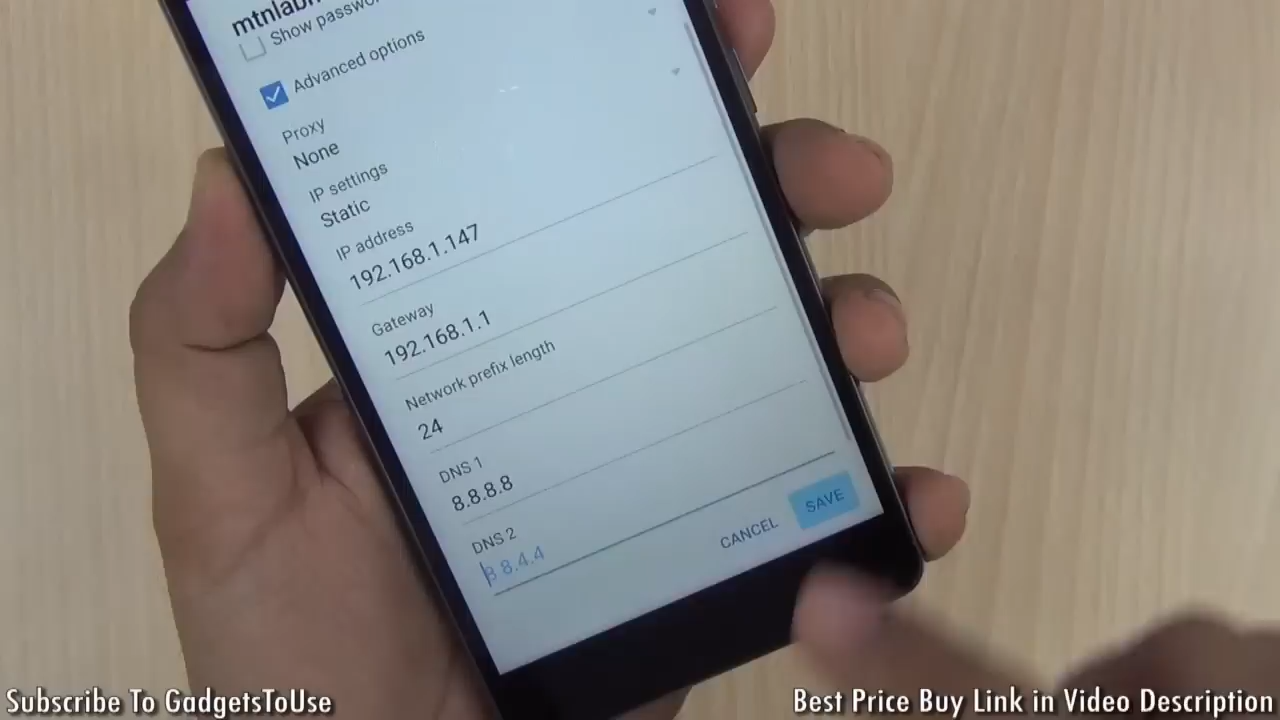 Show
Advanced options
Proxy
None
IP settings
Static
IP address
192.168.1.147
Gateway
192.168.1.1
Network prefix length
24
DNS 1
8.8.8.8
DNS 2
8.8.4.4
CANCEL SAVE
Subscribe To GadgetsToUse
Best Price Buy Link in Video Description